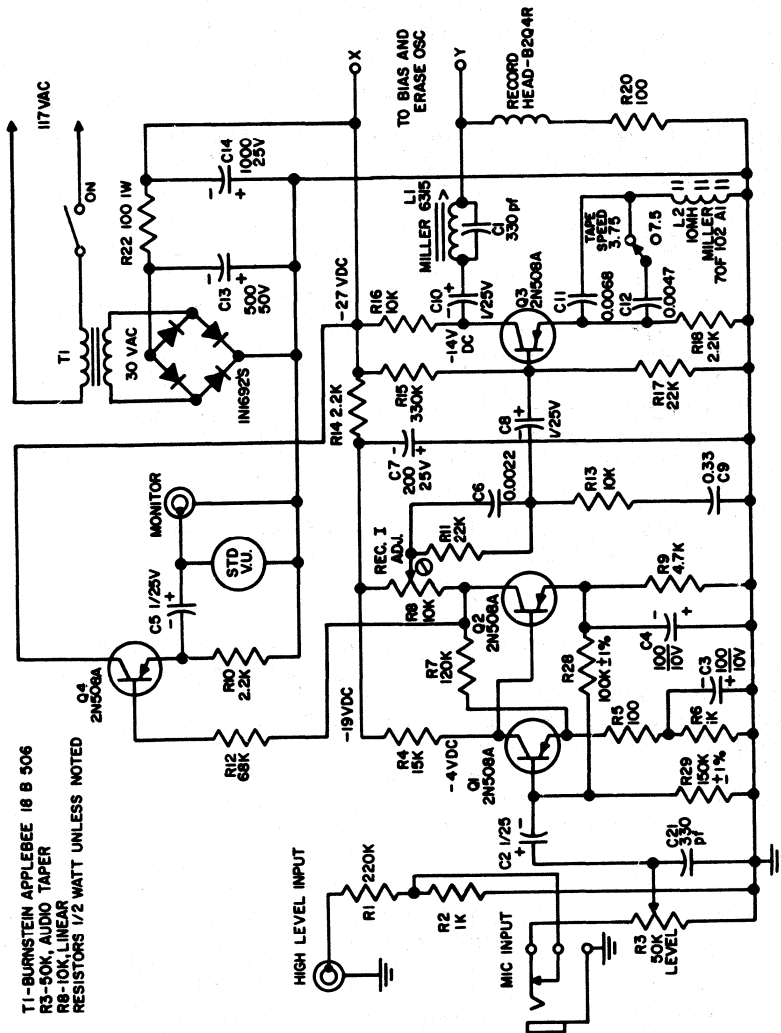 T1-BURNSTEIN APPLEBEE 18 B 506
R3-50K, AUDIO TAPER
R8-10K, LINEAR
RESISTORS 1/2 WATT UNLESS NOTED
117VAC
ON
T1
30 VAC
1N1692S
R22 100 1W
C13
500
50V
C14
1000
25V
Q4
2N508A
R12
68K
R10
2.2K
C5 1/25V
STD
V.U.
MONITOR
-19VDC
-27 VDC
X
TO BIAS AND
ERASE OSC
Y
HIGH LEVEL INPUT
R1
220K
R2
1K
MIC INPUT
R3
50K
LEVEL
C21
330
pf
C2 1/25
R4
15K
-4VDC
Q1
2N508A
R5
100
R6
1K
C3
100
10V
R29
150K
±1%
R28
100K±1%
R7
120K
R8
10K
REC. I
ADJ.
Q2
2N508A
C4
100
10V
R9
4.7K
R11
22K
C6
0.0022
R13
10K
0.33
C9
C7
200
25V
R14 2.2K
R15
330K
C8
1/25V
R17
22K
R16
10K
-14V
DC
Q3
2N508A
C10
1/25V
MILLER 6315
L1
C1
330 pf
C11
0.0068
C12
0.0047
TAPE
SPEED
3.75
7.5
R18
2.2K
L2
10MH
MILLER
70F 102 A1
RECORD
HEAD-B2Q4R
R20
100